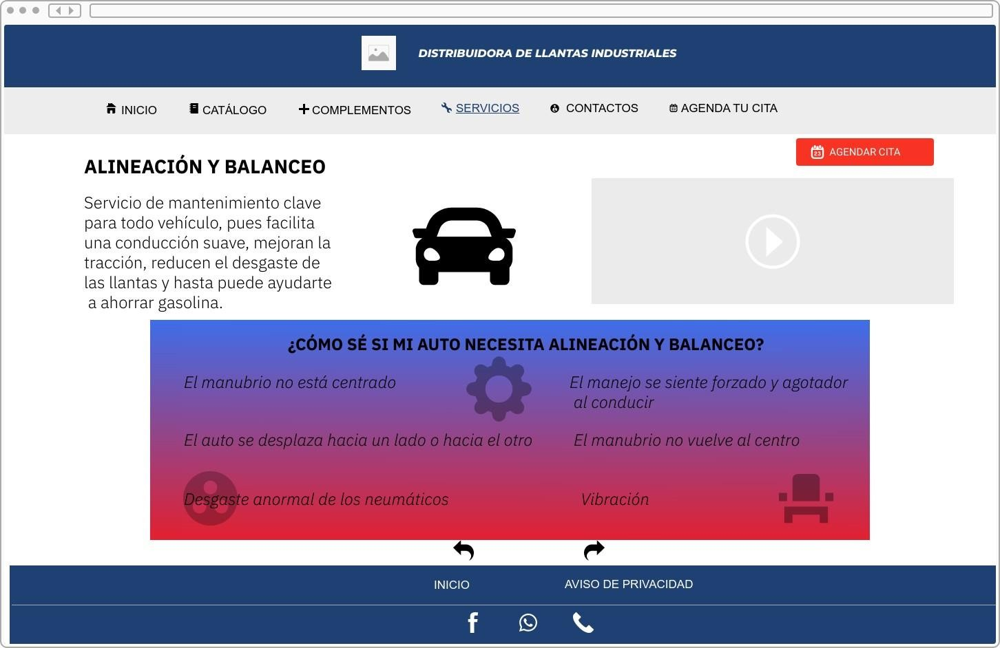 DISTRIBUIDORA DE LLANTAS INDUSTRIALES
INICIO
CATÁLOGO
COMPLEMENTOS
SERVICIOS
CONTACTOS
AGENDA TU CITA
23 AGENDAR CITA
ALINEACIÓN Y BALANCEO
Servicio de mantenimiento clave
para todo vehículo, pues facilita
una conducción suave, mejoran la
tracción, reducen el desgaste de
las llantas y hasta puede ayudarte
a ahorrar gasolina.
¿CÓMO SÉ SI MI AUTO NECESITA ALINEACIÓN Y BALANCEO?
El manubrio no está centrado
El manejo se siente forzado y agotador
al conducir
El auto se desplaza hacia un lado o hacia el otro
El manubrio no vuelve al centro
Desgaste anormal de los neumáticos
Vibración
INICIO
AVISO DE PRIVACIDAD